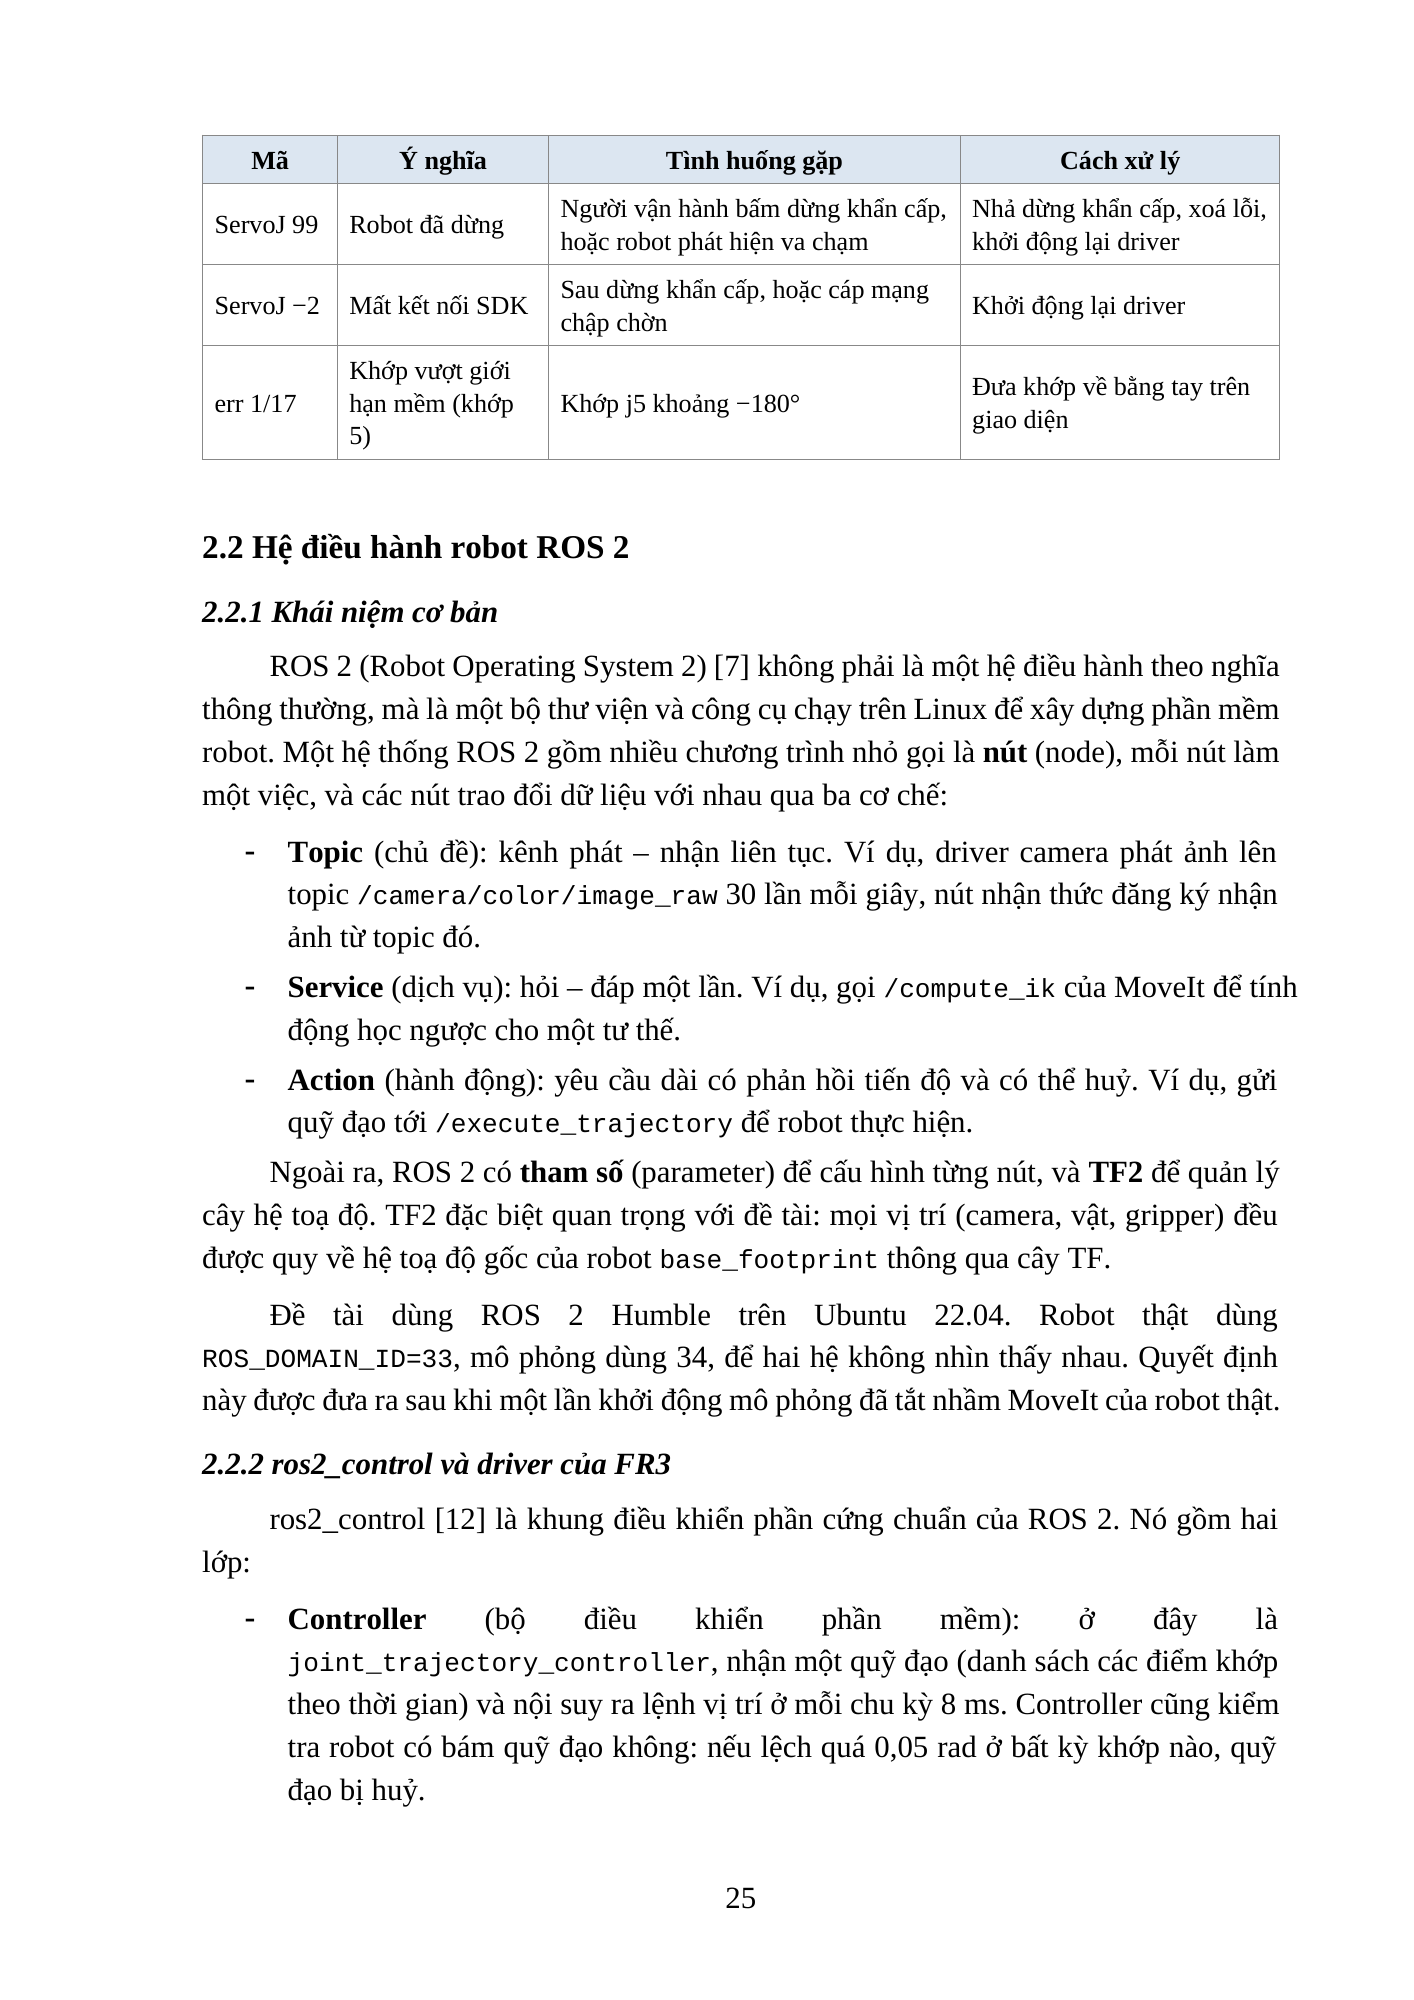 Mã Ý nghĩa Tình huống gặp Cách xử lý
ServoJ 99 Robot đã dừng Người vận hành bấm dừng khẩn cấp, hoặc robot phát hiện va chạm Nhả dừng khẩn cấp, xoá lỗi, khởi động lại driver
ServoJ −2 Mất kết nối SDK Sau dừng khẩn cấp, hoặc cáp mạng chập chờn Khởi động lại driver
err 1/17 Khớp vượt giới hạn mềm (khớp 5) Khớp j5 khoảng −180° Đưa khớp về bằng tay trên giao diện
2.2 Hệ điều hành robot ROS 2
2.2.1 Khái niệm cơ bản
ROS 2 (Robot Operating System 2) [7] không phải là một hệ điều hành theo nghĩa
thông thường, mà là một bộ thư viện và công cụ chạy trên Linux để xây dựng phần mềm
robot. Một hệ thống ROS 2 gồm nhiều chương trình nhỏ gọi là nút (node), mỗi nút làm
một việc, và các nút trao đổi dữ liệu với nhau qua ba cơ chế:
- Topic (chủ đề): kênh phát – nhận liên tục. Ví dụ, driver camera phát ảnh lên
topic /camera/color/image_raw 30 lần mỗi giây, nút nhận thức đăng ký nhận
ảnh từ topic đó.
- Service (dịch vụ): hỏi – đáp một lần. Ví dụ, gọi /compute_ik của MoveIt để tính
động học ngược cho một tư thế.
- Action (hành động): yêu cầu dài có phản hồi tiến độ và có thể huỷ. Ví dụ, gửi
quỹ đạo tới /execute_trajectory để robot thực hiện.
Ngoài ra, ROS 2 có tham số (parameter) để cấu hình từng nút, và TF2 để quản lý
cây hệ toạ độ. TF2 đặc biệt quan trọng với đề tài: mọi vị trí (camera, vật, gripper) đều
được quy về hệ toạ độ gốc của robot base_footprint thông qua cây TF.
Đề tài dùng ROS 2 Humble trên Ubuntu 22.04. Robot thật dùng
ROS_DOMAIN_ID=33, mô phỏng dùng 34, để hai hệ không nhìn thấy nhau. Quyết định
này được đưa ra sau khi một lần khởi động mô phỏng đã tắt nhầm MoveIt của robot thật.
2.2.2 ros2_control và driver của FR3
ros2_control [12] là khung điều khiển phần cứng chuẩn của ROS 2. Nó gồm hai
lớp:
- Controller (bộ điều khiển phần mềm): ở đây là
joint_trajectory_controller, nhận một quỹ đạo (danh sách các điểm khớp
theo thời gian) và nội suy ra lệnh vị trí ở mỗi chu kỳ 8 ms. Controller cũng kiểm
tra robot có bám quỹ đạo không: nếu lệch quá 0,05 rad ở bất kỳ khớp nào, quỹ
đạo bị huỷ.
25